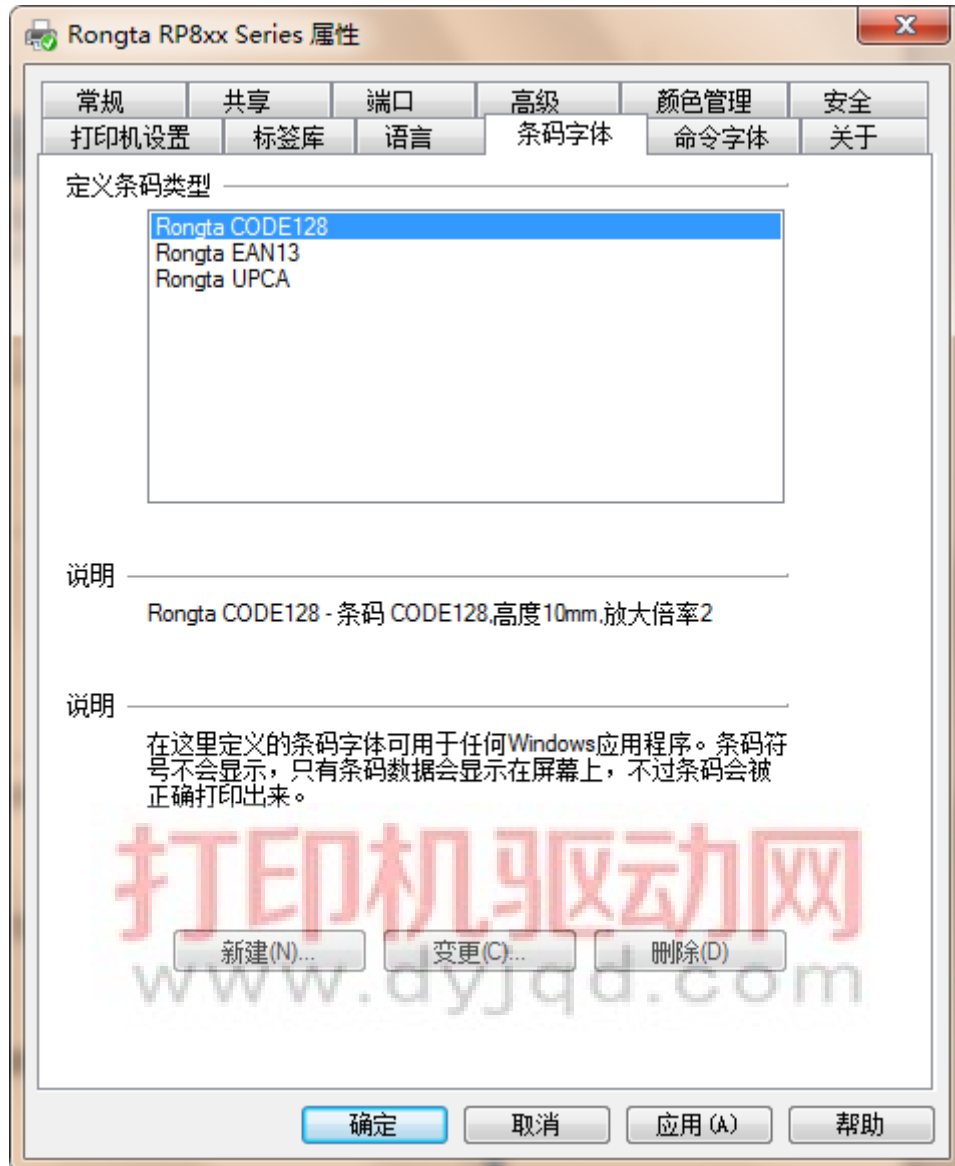 Rongta RP8xx Series 属性
常规 共享 端口 高级 颜色管理 安全
打印机设置 标签库 语言 条码字体 命令字体 关于
定义条码类型
Rongta CODE128
Rongta EAN13
Rongta UPCA
说明
Rongta CODE128 - 条码 CODE128,高度10mm,放大倍率2
说明
在这里定义的条码字体可用于任何Windows应用程序。条码符
号不会显示，只有条码数据会显示在屏幕上，不过条码会被
正确打印出来。
打印机驱动网
新建(N)... 变更(C)... 删除(D)
www.dyjqd.com
确定 取消 应用(A) 帮助